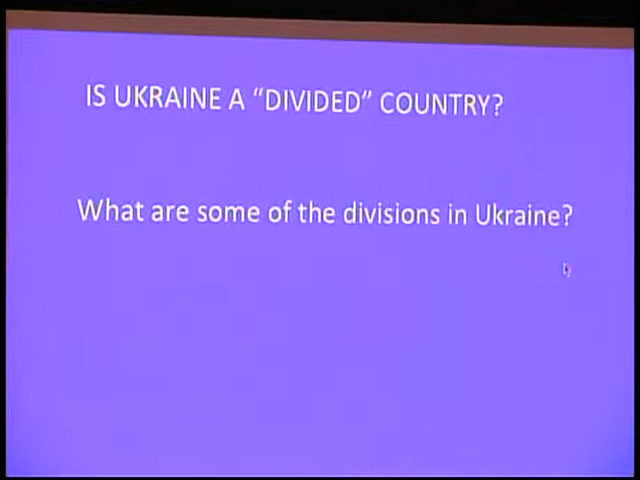 IS UKRAINE A “DIVIDED” COUNTRY?
What are some of the divisions in Ukraine?